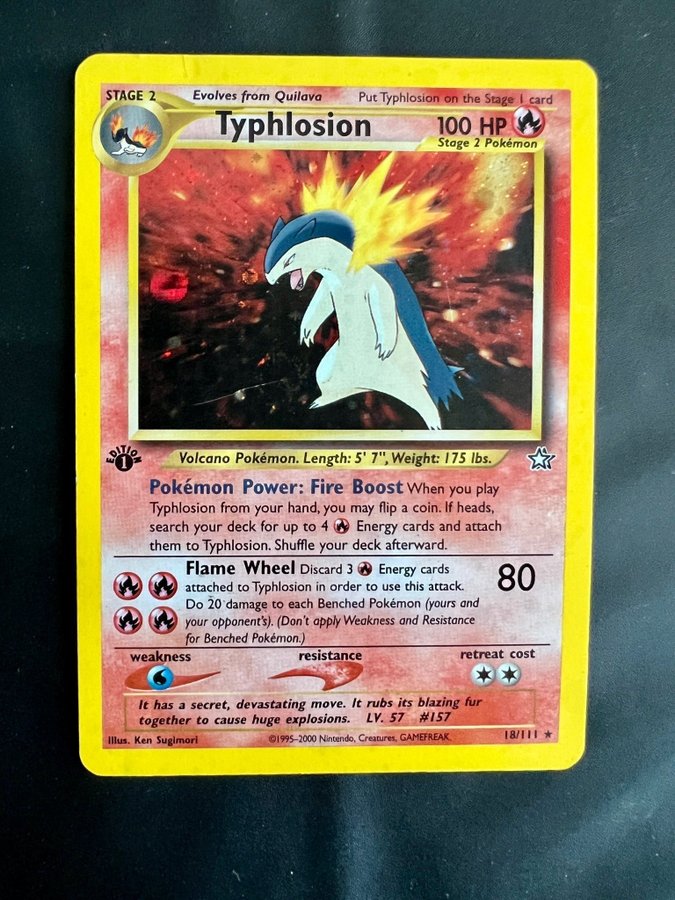 STAGE 2 Evolves from Quilava Put Typhlosion on the Stage 1 card
Typhlosion 100 HP
Stage 2 Pokémon
EDITION
1
Volcano Pokémon. Length: 5' 7", Weight: 175 lbs.
Pokémon Power: Fire Boost When you play
Typhlosion from your hand, you may flip a coin. If heads,
search your deck for up to 4 Energy cards and attach
them to Typhlosion. Shuffle your deck afterward.
Flame Wheel Discard 3 Energy cards
attached to Typhlosion in order to use this attack.
Do 20 damage to each Benched Pokémon (yours and
your opponent's). (Don't apply Weakness and Resistance
for Benched Pokémon.)
80
weakness resistance retreat cost
It has a secret, devastating move. It rubs its blazing fur
together to cause huge explosions. LV. 57 #157
Illus. Ken Sugimori ©1995–2000 Nintendo, Creatures, GAMEFREAK. 18/111 ★